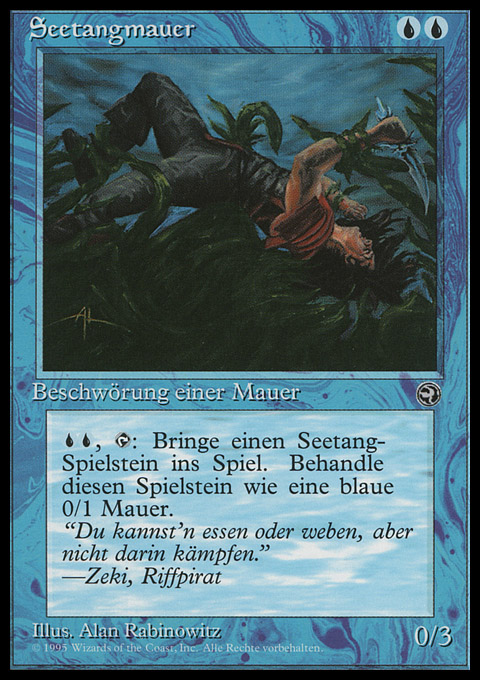 Seetangmauer
Beschwörung einer Mauer
, : Bringe einen Seetang-
Spielstein ins Spiel. Behandle
diesen Spielstein wie eine blaue
0/1 Mauer.
“Du kannst’n essen oder weben, aber
nicht darin kämpfen.”
—Zeki, Riffpirat
Illus. Alan Rabinowitz
© 1995 Wizards of the Coast, Inc. Alle Rechte vorbehalten.
0/3